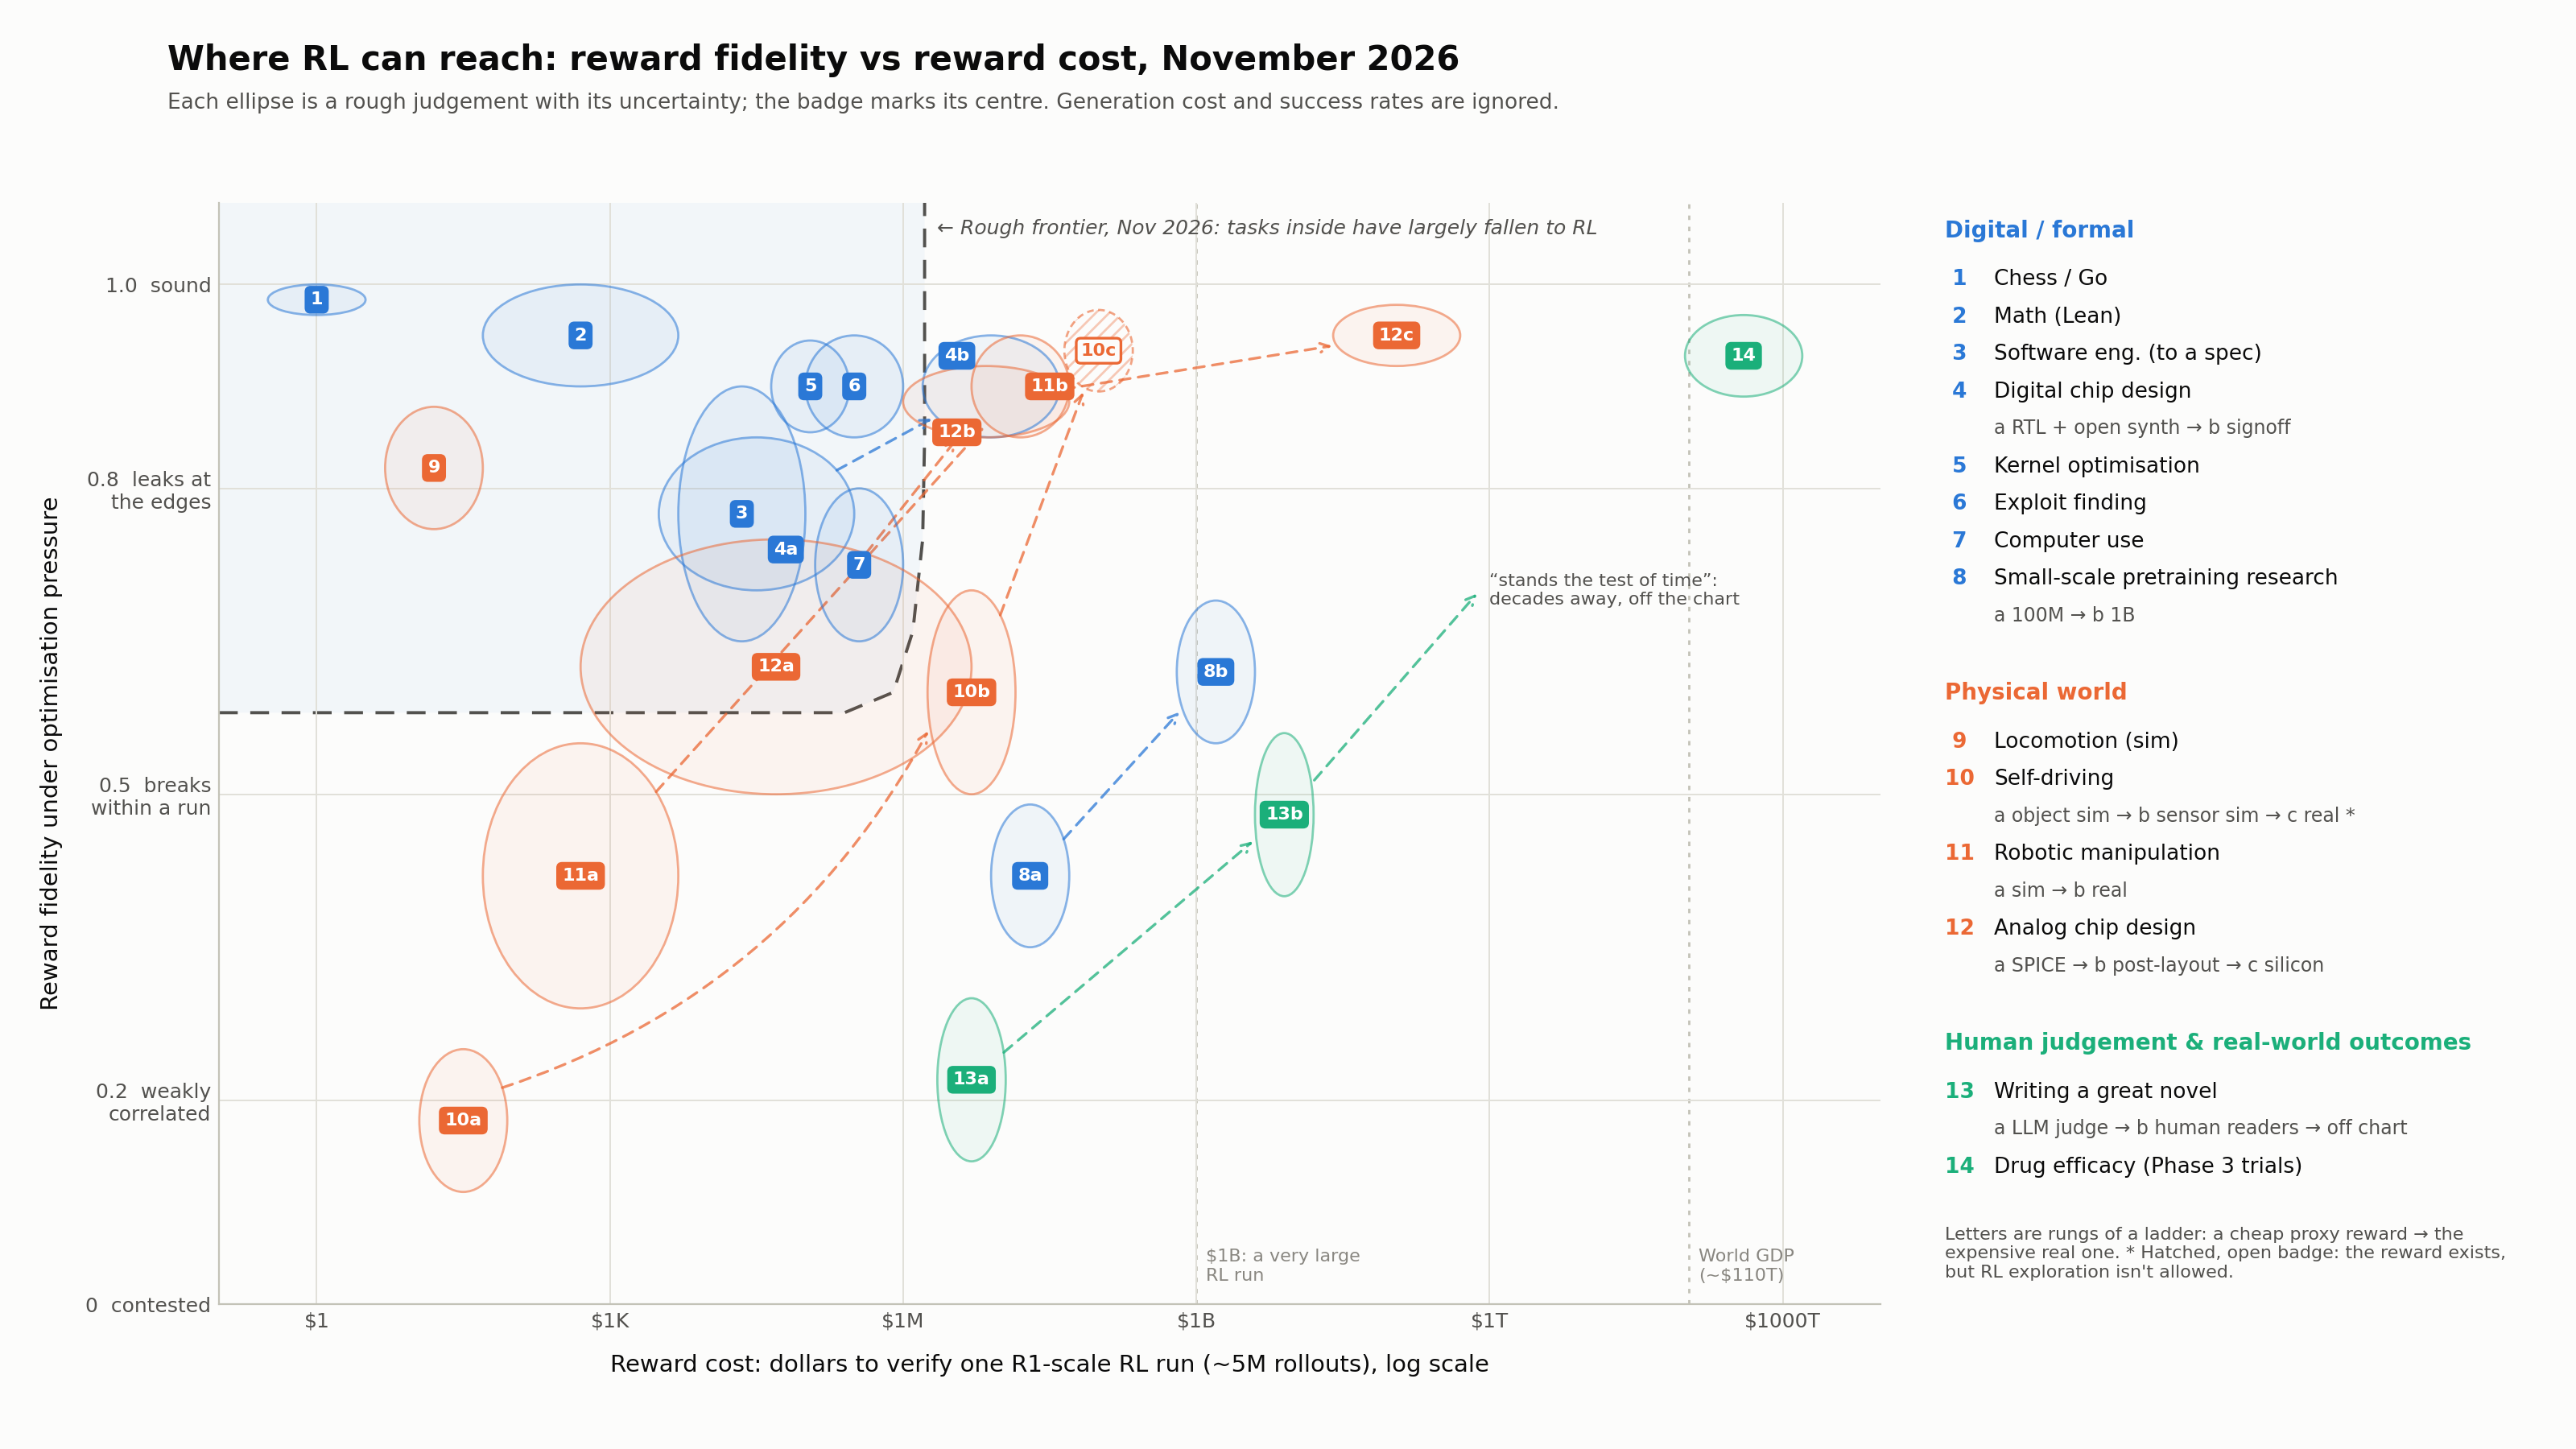 Where RL can reach: reward fidelity vs reward cost, November 2026
Each ellipse is a rough judgement with its uncertainty; the badge marks its centre. Generation cost and success rates are ignored.
← Rough frontier, Nov 2026: tasks inside have largely fallen to RL
Reward fidelity under optimisation pressure
1.0 sound
0.8 leaks at
the edges
0.5 breaks
within a run
0.2 weakly
correlated
0 contested
1
2
5
6
4b
11b
10c
12c
14
12b
9
3
4a
7
12a
10b
8b
13b
11a
8a
13a
10a
“stands the test of time”:
decades away, off the chart
$1B: a very large
RL run
World GDP
(~$110T)
$1
$1K
$1M
$1B
$1T
$1000T
Reward cost: dollars to verify one R1-scale RL run (~5M rollouts), log scale
Digital / formal
1 Chess / Go
2 Math (Lean)
3 Software eng. (to a spec)
4 Digital chip design
a RTL + open synth → b signoff
5 Kernel optimisation
6 Exploit finding
7 Computer use
8 Small-scale pretraining research
a 100M → b 1B
Physical world
9 Locomotion (sim)
10 Self-driving
a object sim → b sensor sim → c real *
11 Robotic manipulation
a sim → b real
12 Analog chip design
a SPICE → b post-layout → c silicon
Human judgement & real-world outcomes
13 Writing a great novel
a LLM judge → b human readers → off chart
14 Drug efficacy (Phase 3 trials)
Letters are rungs of a ladder: a cheap proxy reward → the
expensive real one. * Hatched, open badge: the reward exists,
but RL exploration isn't allowed.